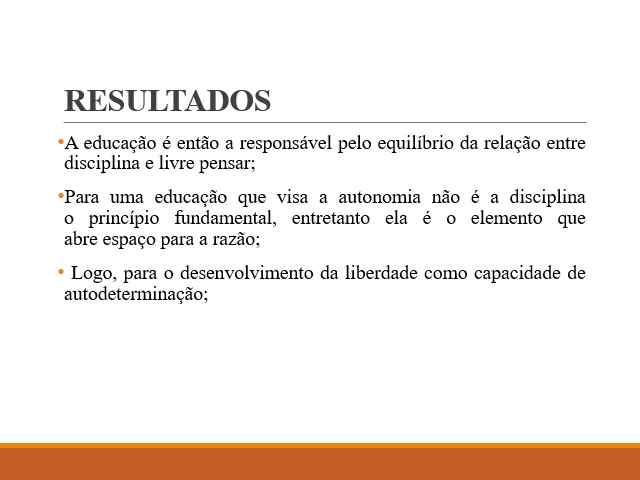 RESULTADOS
•A educação é então a responsável pelo equilíbrio da relação entre
disciplina e livre pensar;
•Para uma educação que visa a autonomia não é a disciplina
o princípio fundamental, entretanto ela é o elemento que
abre espaço para a razão;
• Logo, para o desenvolvimento da liberdade como capacidade de
autodeterminação;